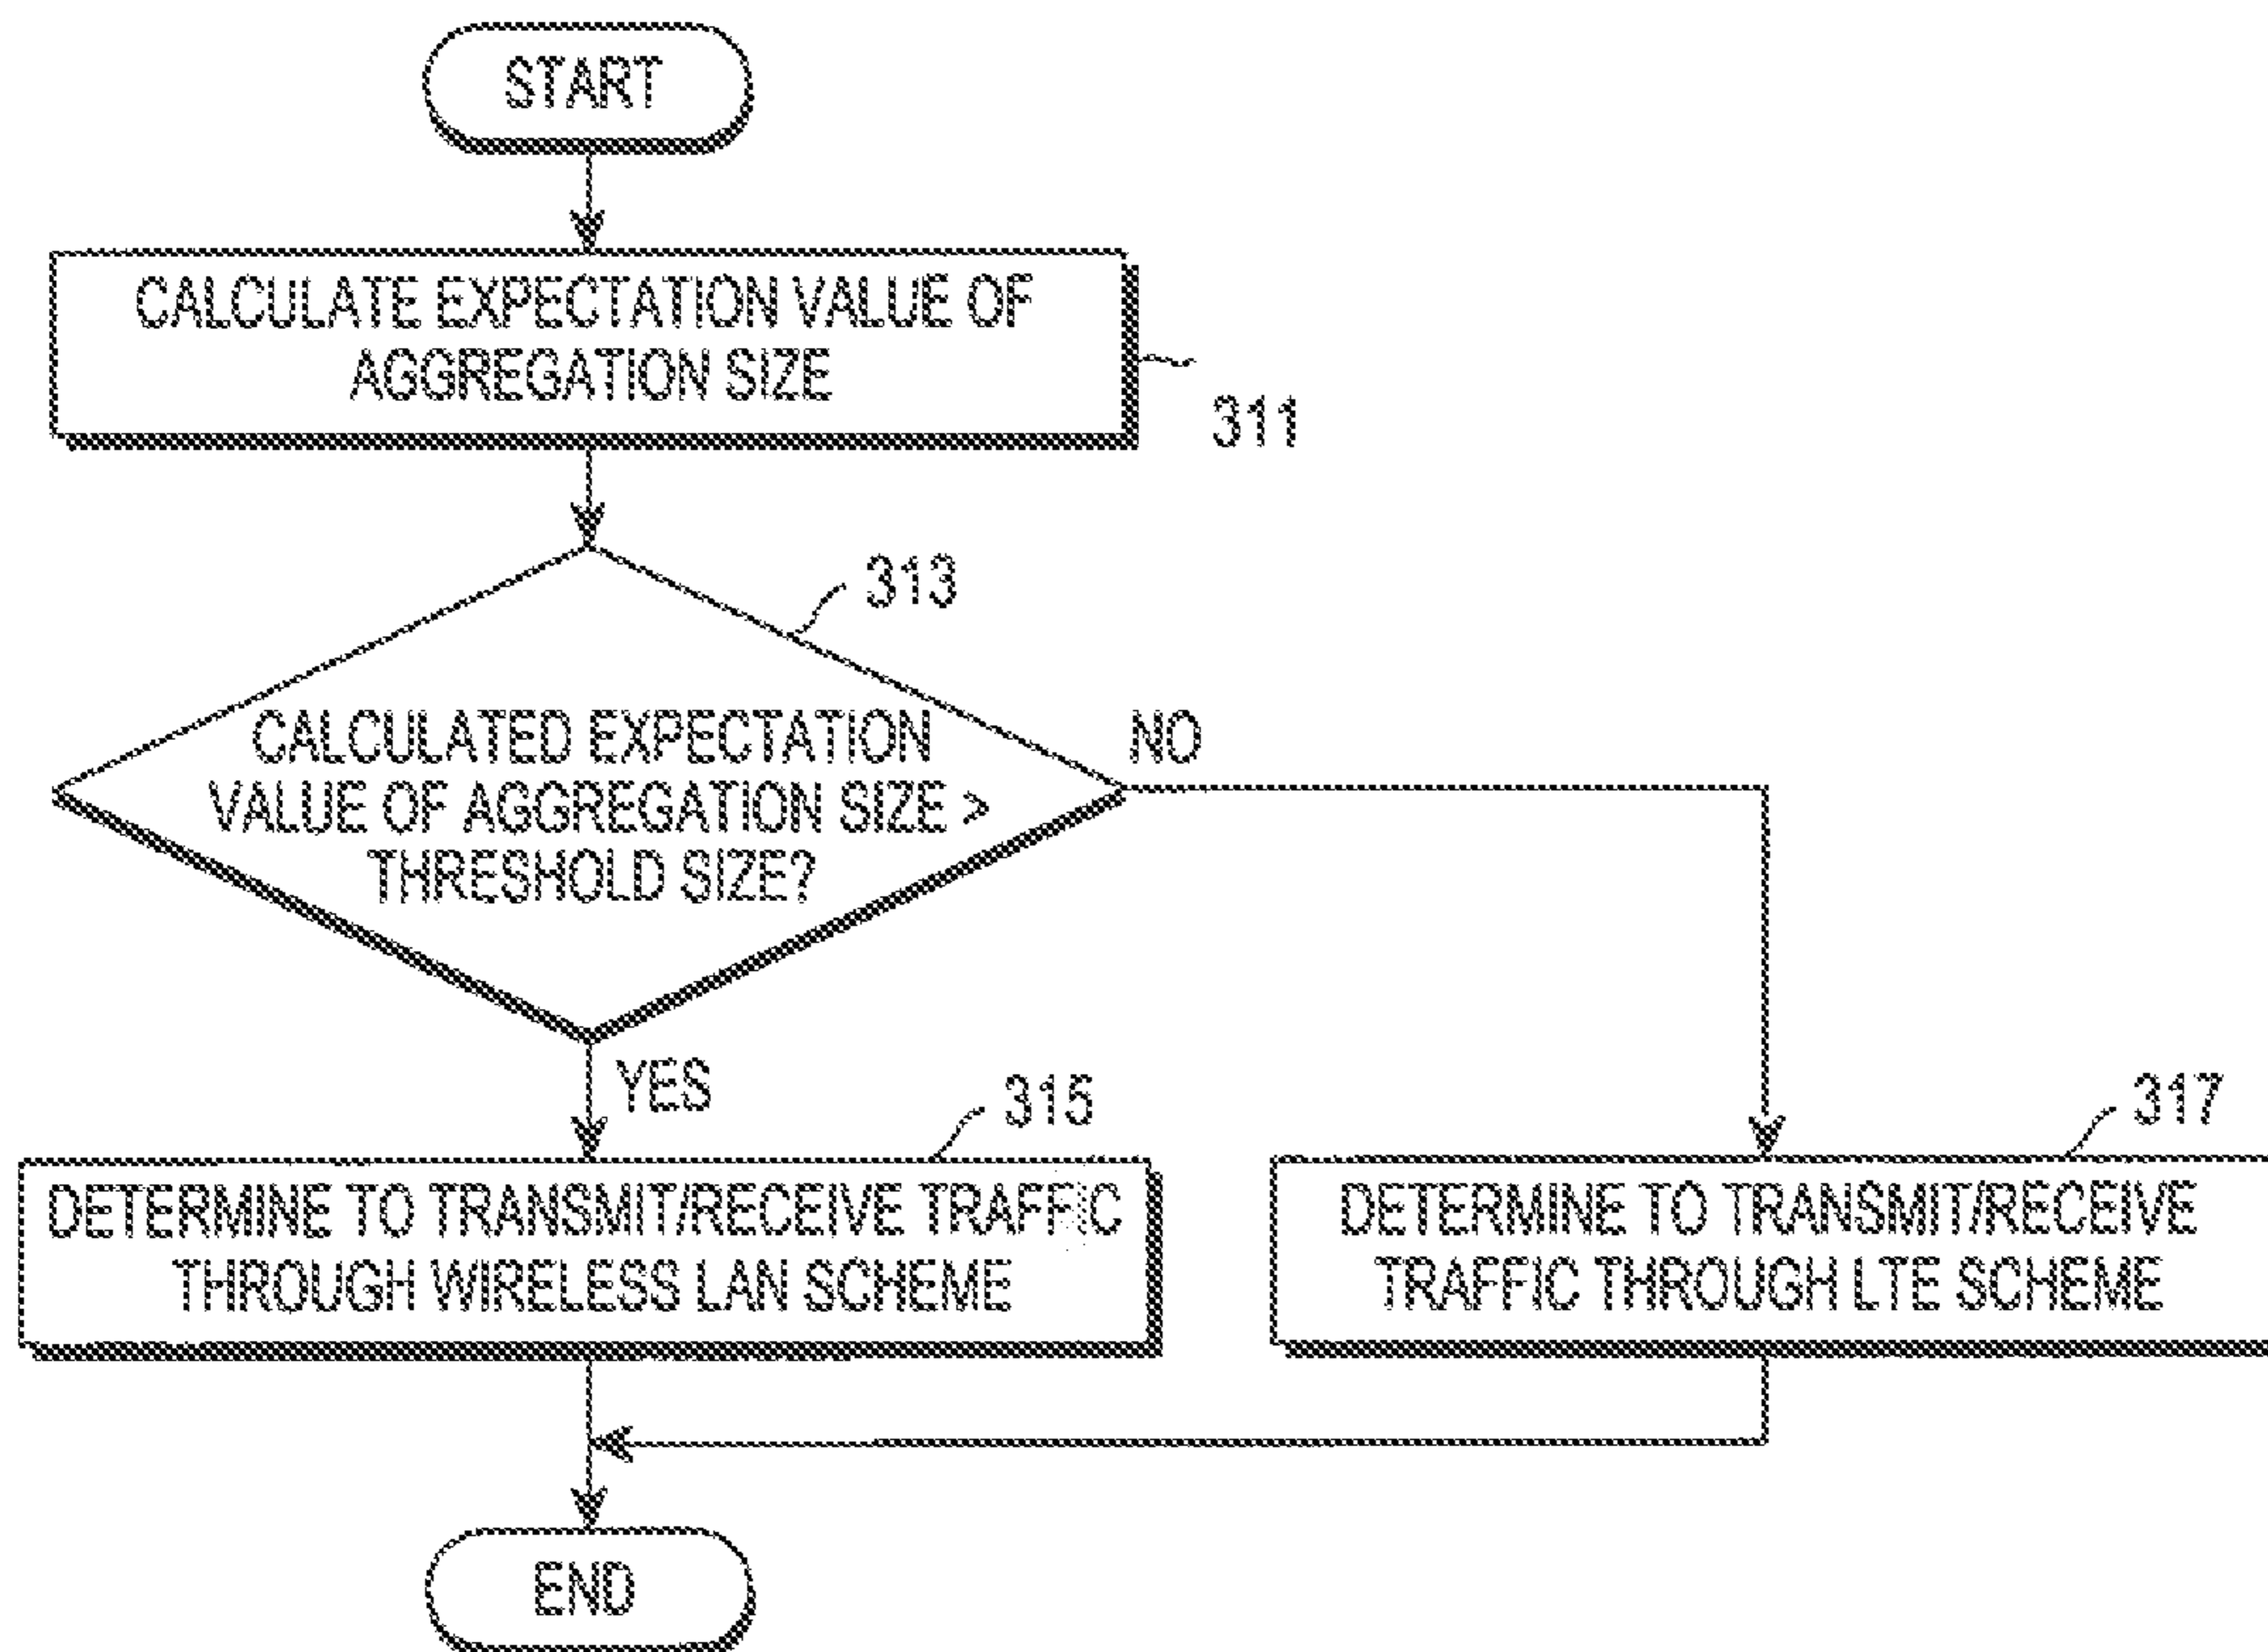 START
CALCULATE EXPECTATION VALUE OF
AGGREGATION SIZE
311
313
CALCULATED EXPECTATION
VALUE OF AGGREGATION SIZE >
THRESHOLD SIZE?
NO
YES
315
DETERMINE TO TRANSMIT/RECEIVE TRAFFIC
THROUGH WIRELESS LAN SCHEME
317
DETERMINE TO TRANSMIT/RECEIVE
TRAFFIC THROUGH LTE SCHEME
END